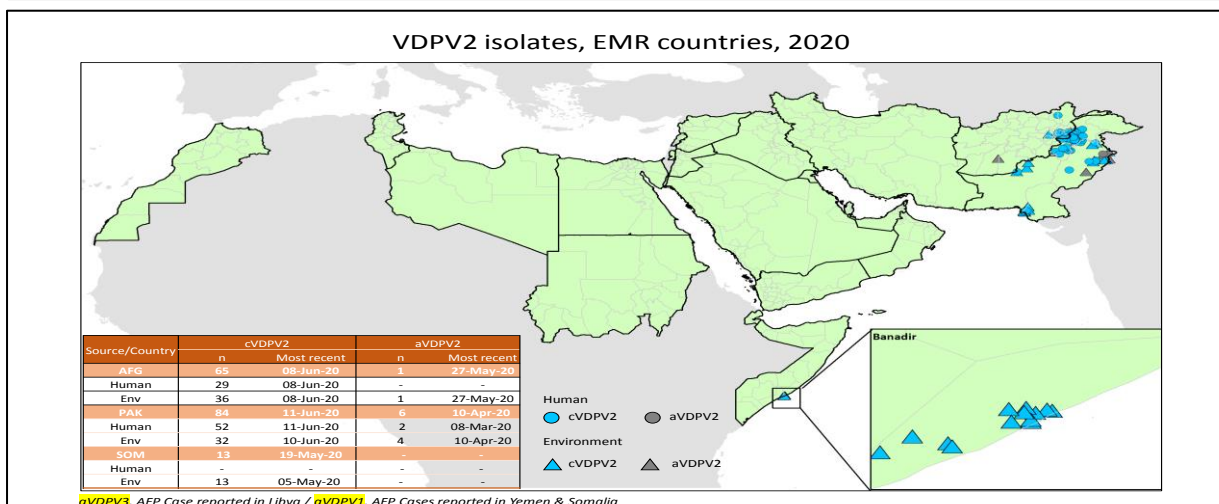 VDPV2 isolates, EMR countries, 2020
Source/Country cVDPV2 aVDPV2
n Most recent n Most recent
AFG 65 08-Jun-20 1 27-May-20
Human 29 08-Jun-20 - -
Env 36 08-Jun-20 1 27-May-20
PAK 84 11-Jun-20 6 10-Apr-20
Human 52 11-Jun-20 2 08-Mar-20
Env 32 10-Jun-20 4 10-Apr-20
SOM 13 19-May-20 - -
Human - - - -
Env 13 05-May-20 - -
Human
cVDPV2 aVDPV2
Environment
cVDPV2 aVDPV2
Banadir
aVDPV3 AFP Case reported in Libya / aVDPV1 AFP Cases reported in Yemen & Somalia